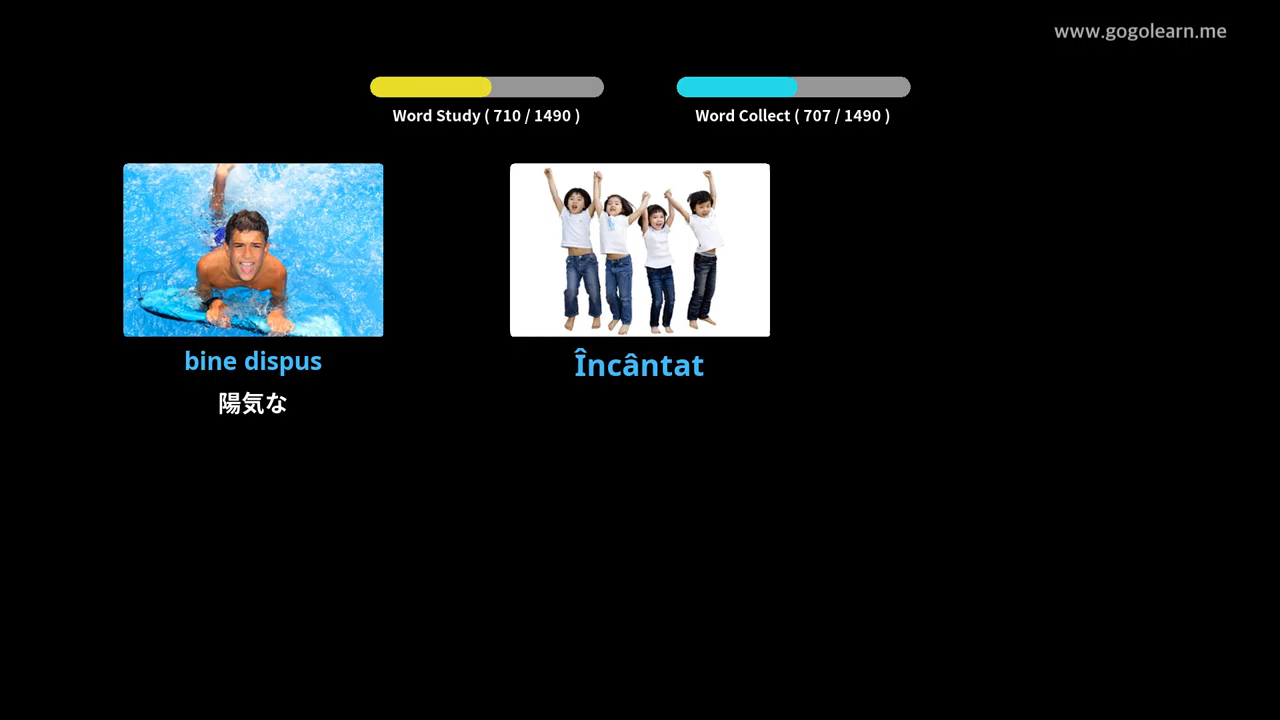 www.gogolearn.me
Word Study ( 710 / 1490 )
Word Collect ( 707 / 1490 )
bine dispus
陽気な
Încântat